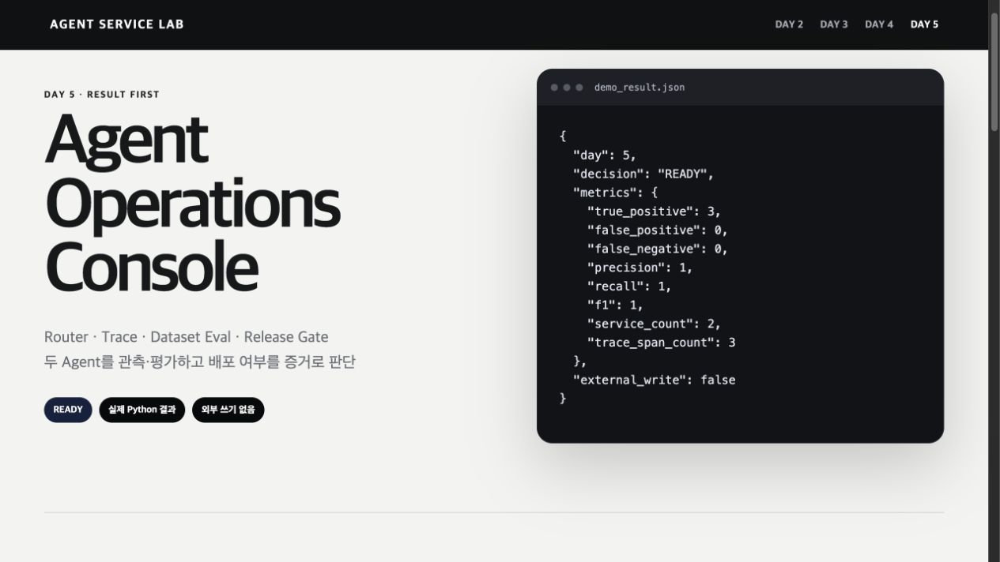 AGENT SERVICE LAB
DAY 2 DAY 3 DAY 4 DAY 5
DAY 5 · RESULT FIRST
Agent
Operations
Console
Router · Trace · Dataset Eval · Release Gate
두 Agent를 관측·평가하고 배포 여부를 증거로 판단
READY 실제 Python 결과 외부 쓰기 없음
demo_result.json
{
"day": 5,
"decision": "READY",
"metrics": {
"true_positive": 3,
"false_positive": 0,
"false_negative": 0,
"precision": 1,
"recall": 1,
"f1": 1,
"service_count": 2,
"trace_span_count": 3
},
"external_write": false
}